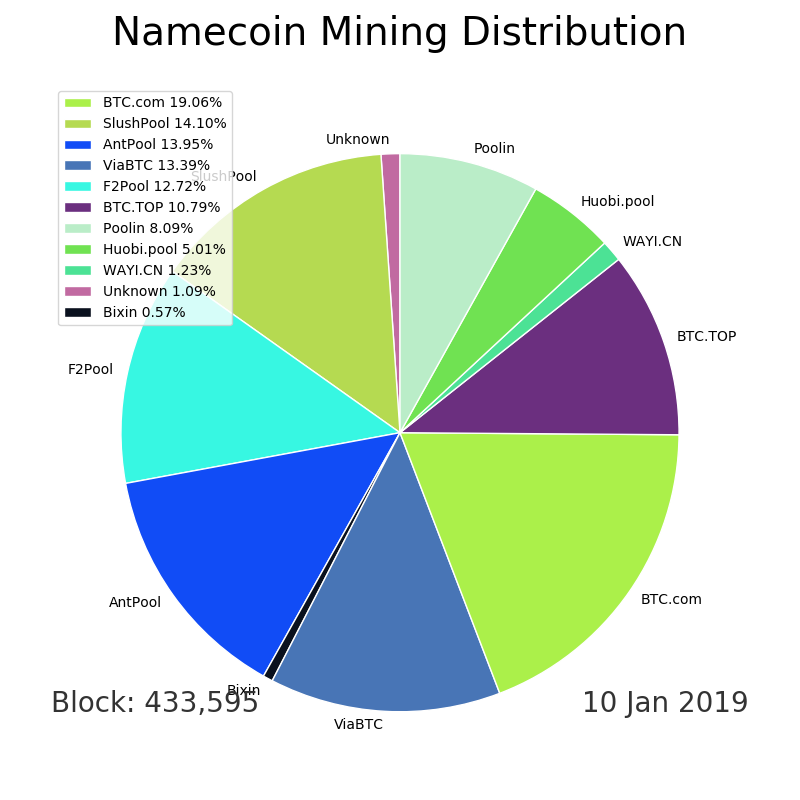 Namecoin Mining Distribution
BTC.com 19.06%
SlushPool 14.10%
AntPool 13.95%
ViaBTC 13.39%
F2Pool 12.72%
BTC.TOP 10.79%
Poolin 8.09%
Huobi.pool 5.01%
WAYI.CN 1.23%
Unknown 1.09%
Bixin 0.57%
Unknown
Poolin
SlushPool
Huobi.pool
WAYI.CN
BTC.TOP
F2Pool
BTC.com
AntPool
Bixin
ViaBTC
Block: 433,595
10 Jan 2019